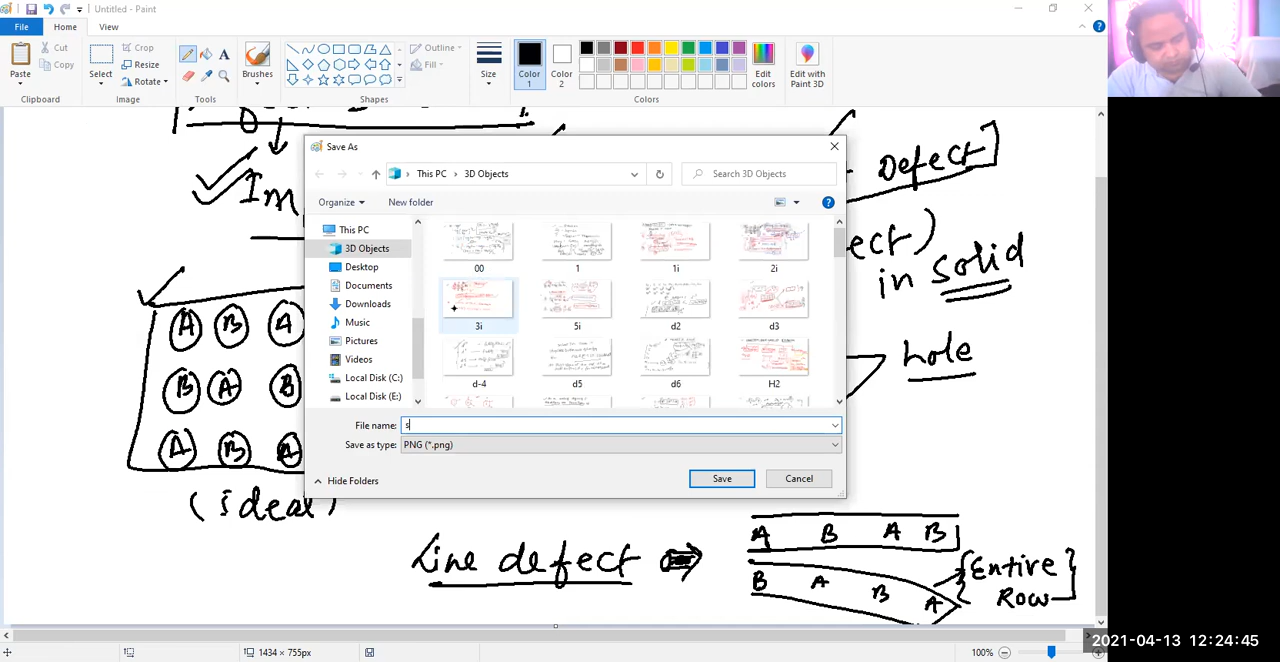 Untitled - Paint
File
Home
View
Paste
Cut
Copy
Clipboard
Select
Crop
Resize
Rotate
Image
Tools
Brushes
Shapes
Outline
Fill
Size
Color 1
Color 2
Edit colors
Colors
Edit with Paint 3D
Defect]
Im
in solid
A B A
B A B
A B A
(ideal)
hole
Line defect ⇒
A B A B
B A B A
{Entire Row}
Save As
This PC
3D Objects
Search 3D Objects
Organize
New folder
This PC
3D Objects
Desktop
Documents
Downloads
Music
Pictures
Videos
Local Disk (C:)
Local Disk (E:)
00
1
1i
2i
3i
5i
d2
d3
d-4
d5
d6
H2
File name:
s
Save as type:
PNG (*.png)
Hide Folders
Save
Cancel
1434 × 755px
100%
2021-04-13 12:24:45